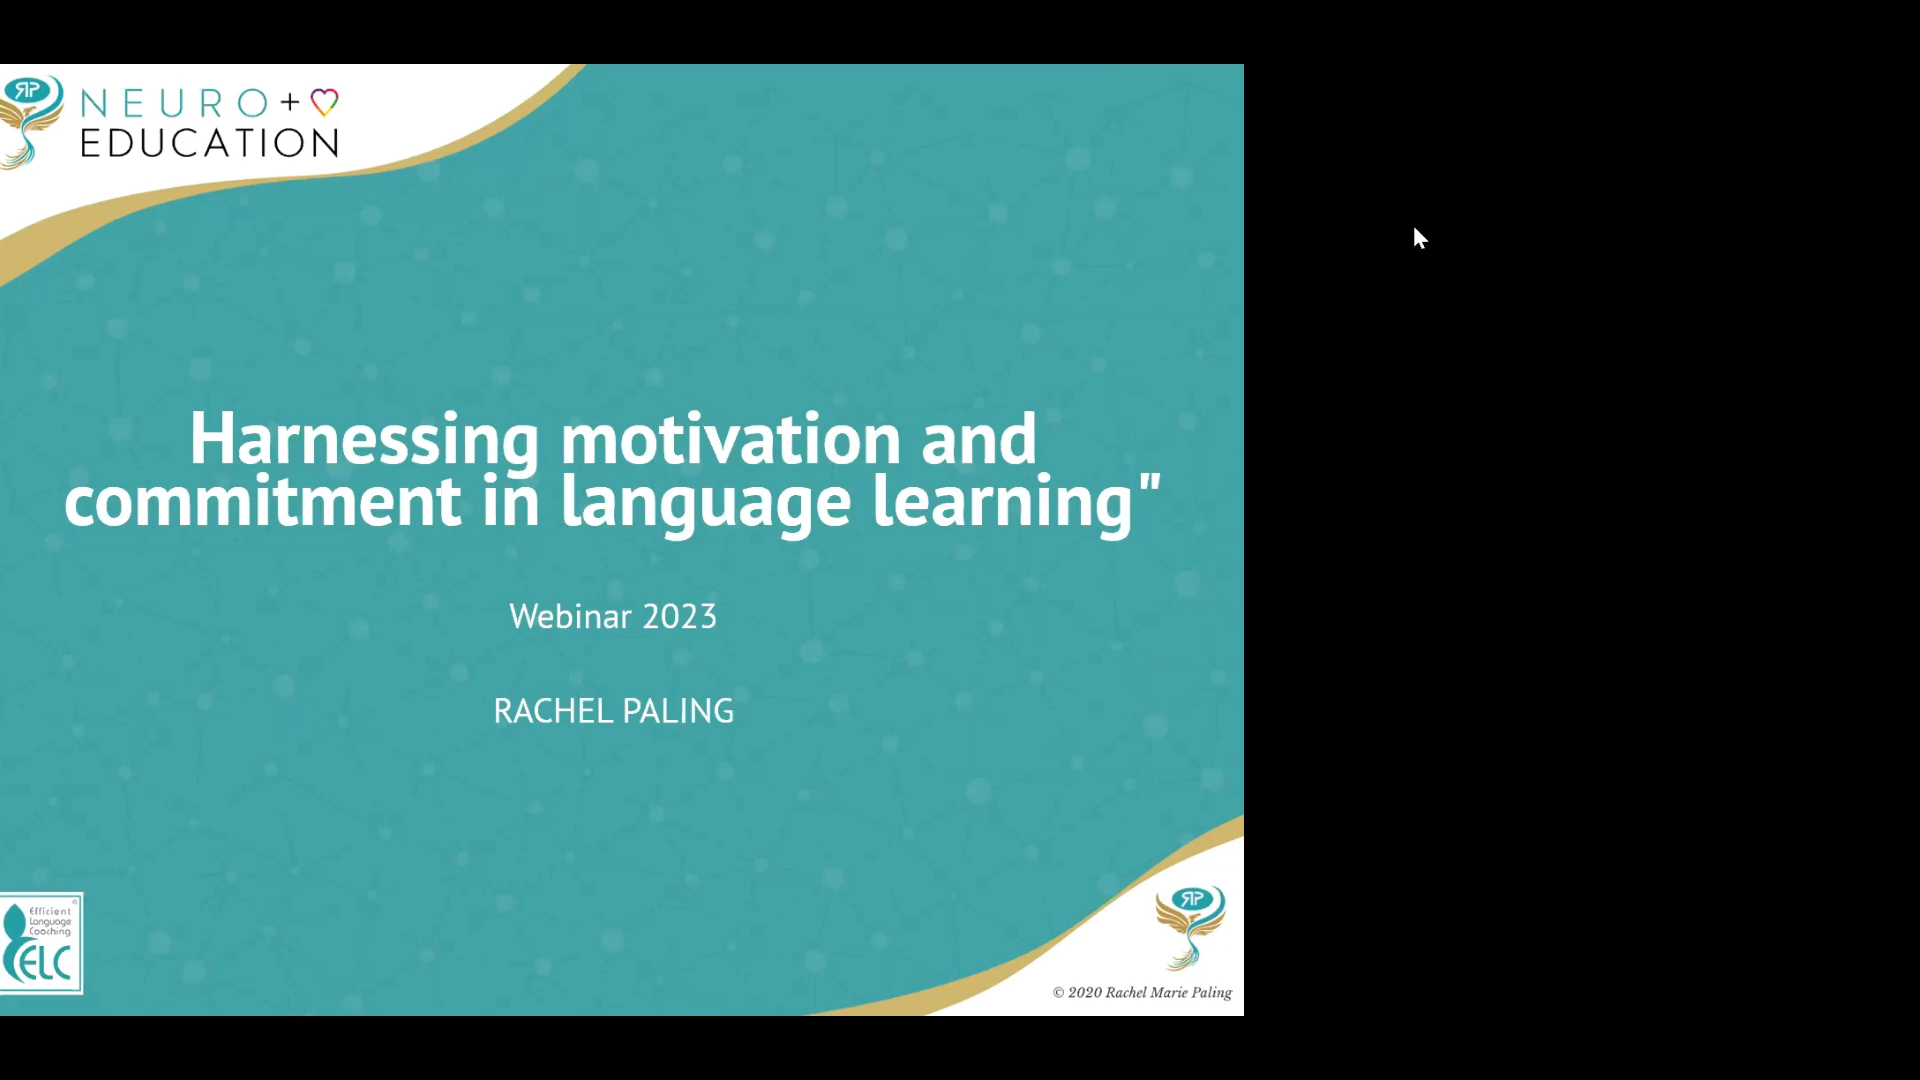 NEURO+
EDUCATION
Harnessing motivation and
commitment in language learning"
Webinar 2023
RACHEL PALING
Efficient
Language
Coaching
ELC
RP
© 2020 Rachel Marie Paling